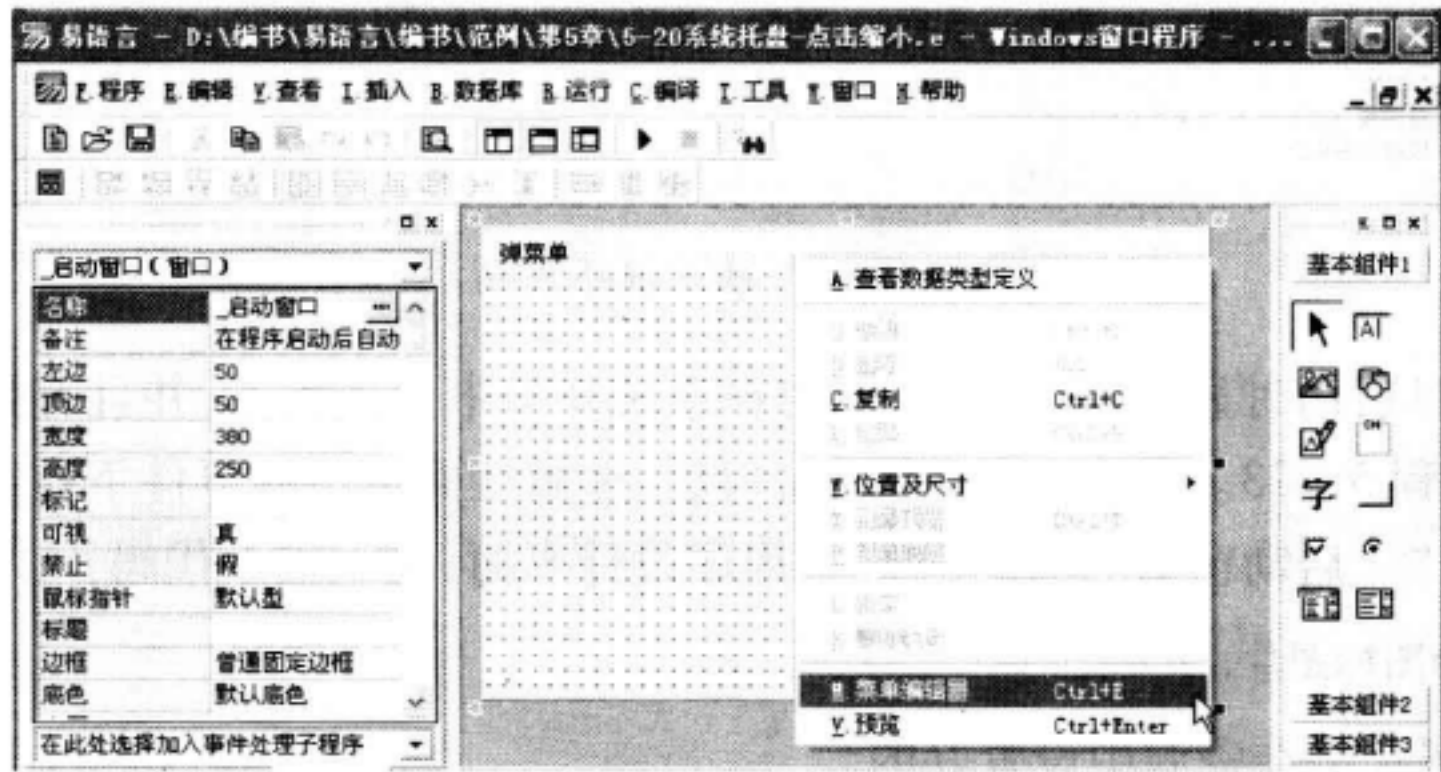 易语言 - D:\编书\易语言\编书\范例\第5章\5-20系统托盘-点击缩小.e - Windows窗口程序 - ...
F.程序 E.编辑 V.查看 I.插入 B.数据库 R.运行 C.编译 T.工具 W.窗口 H.帮助
_启动窗口(窗口)
名称 _启动窗口
备注 在程序启动后自动
左边 50
顶边 50
宽度 380
高度 250
标记
可视 真
禁止 假
鼠标指针 默认型
标题
边框 普通固定边框
底色 默认底色
在此处选择加入事件处理子程序
弹菜单
A.查看数据类型定义
C.复制 Ctrl+C
位置及尺寸
菜单编辑器 Ctrl+E
V.预览 Ctrl+Enter
基本组件1
A
字
基本组件2
基本组件3